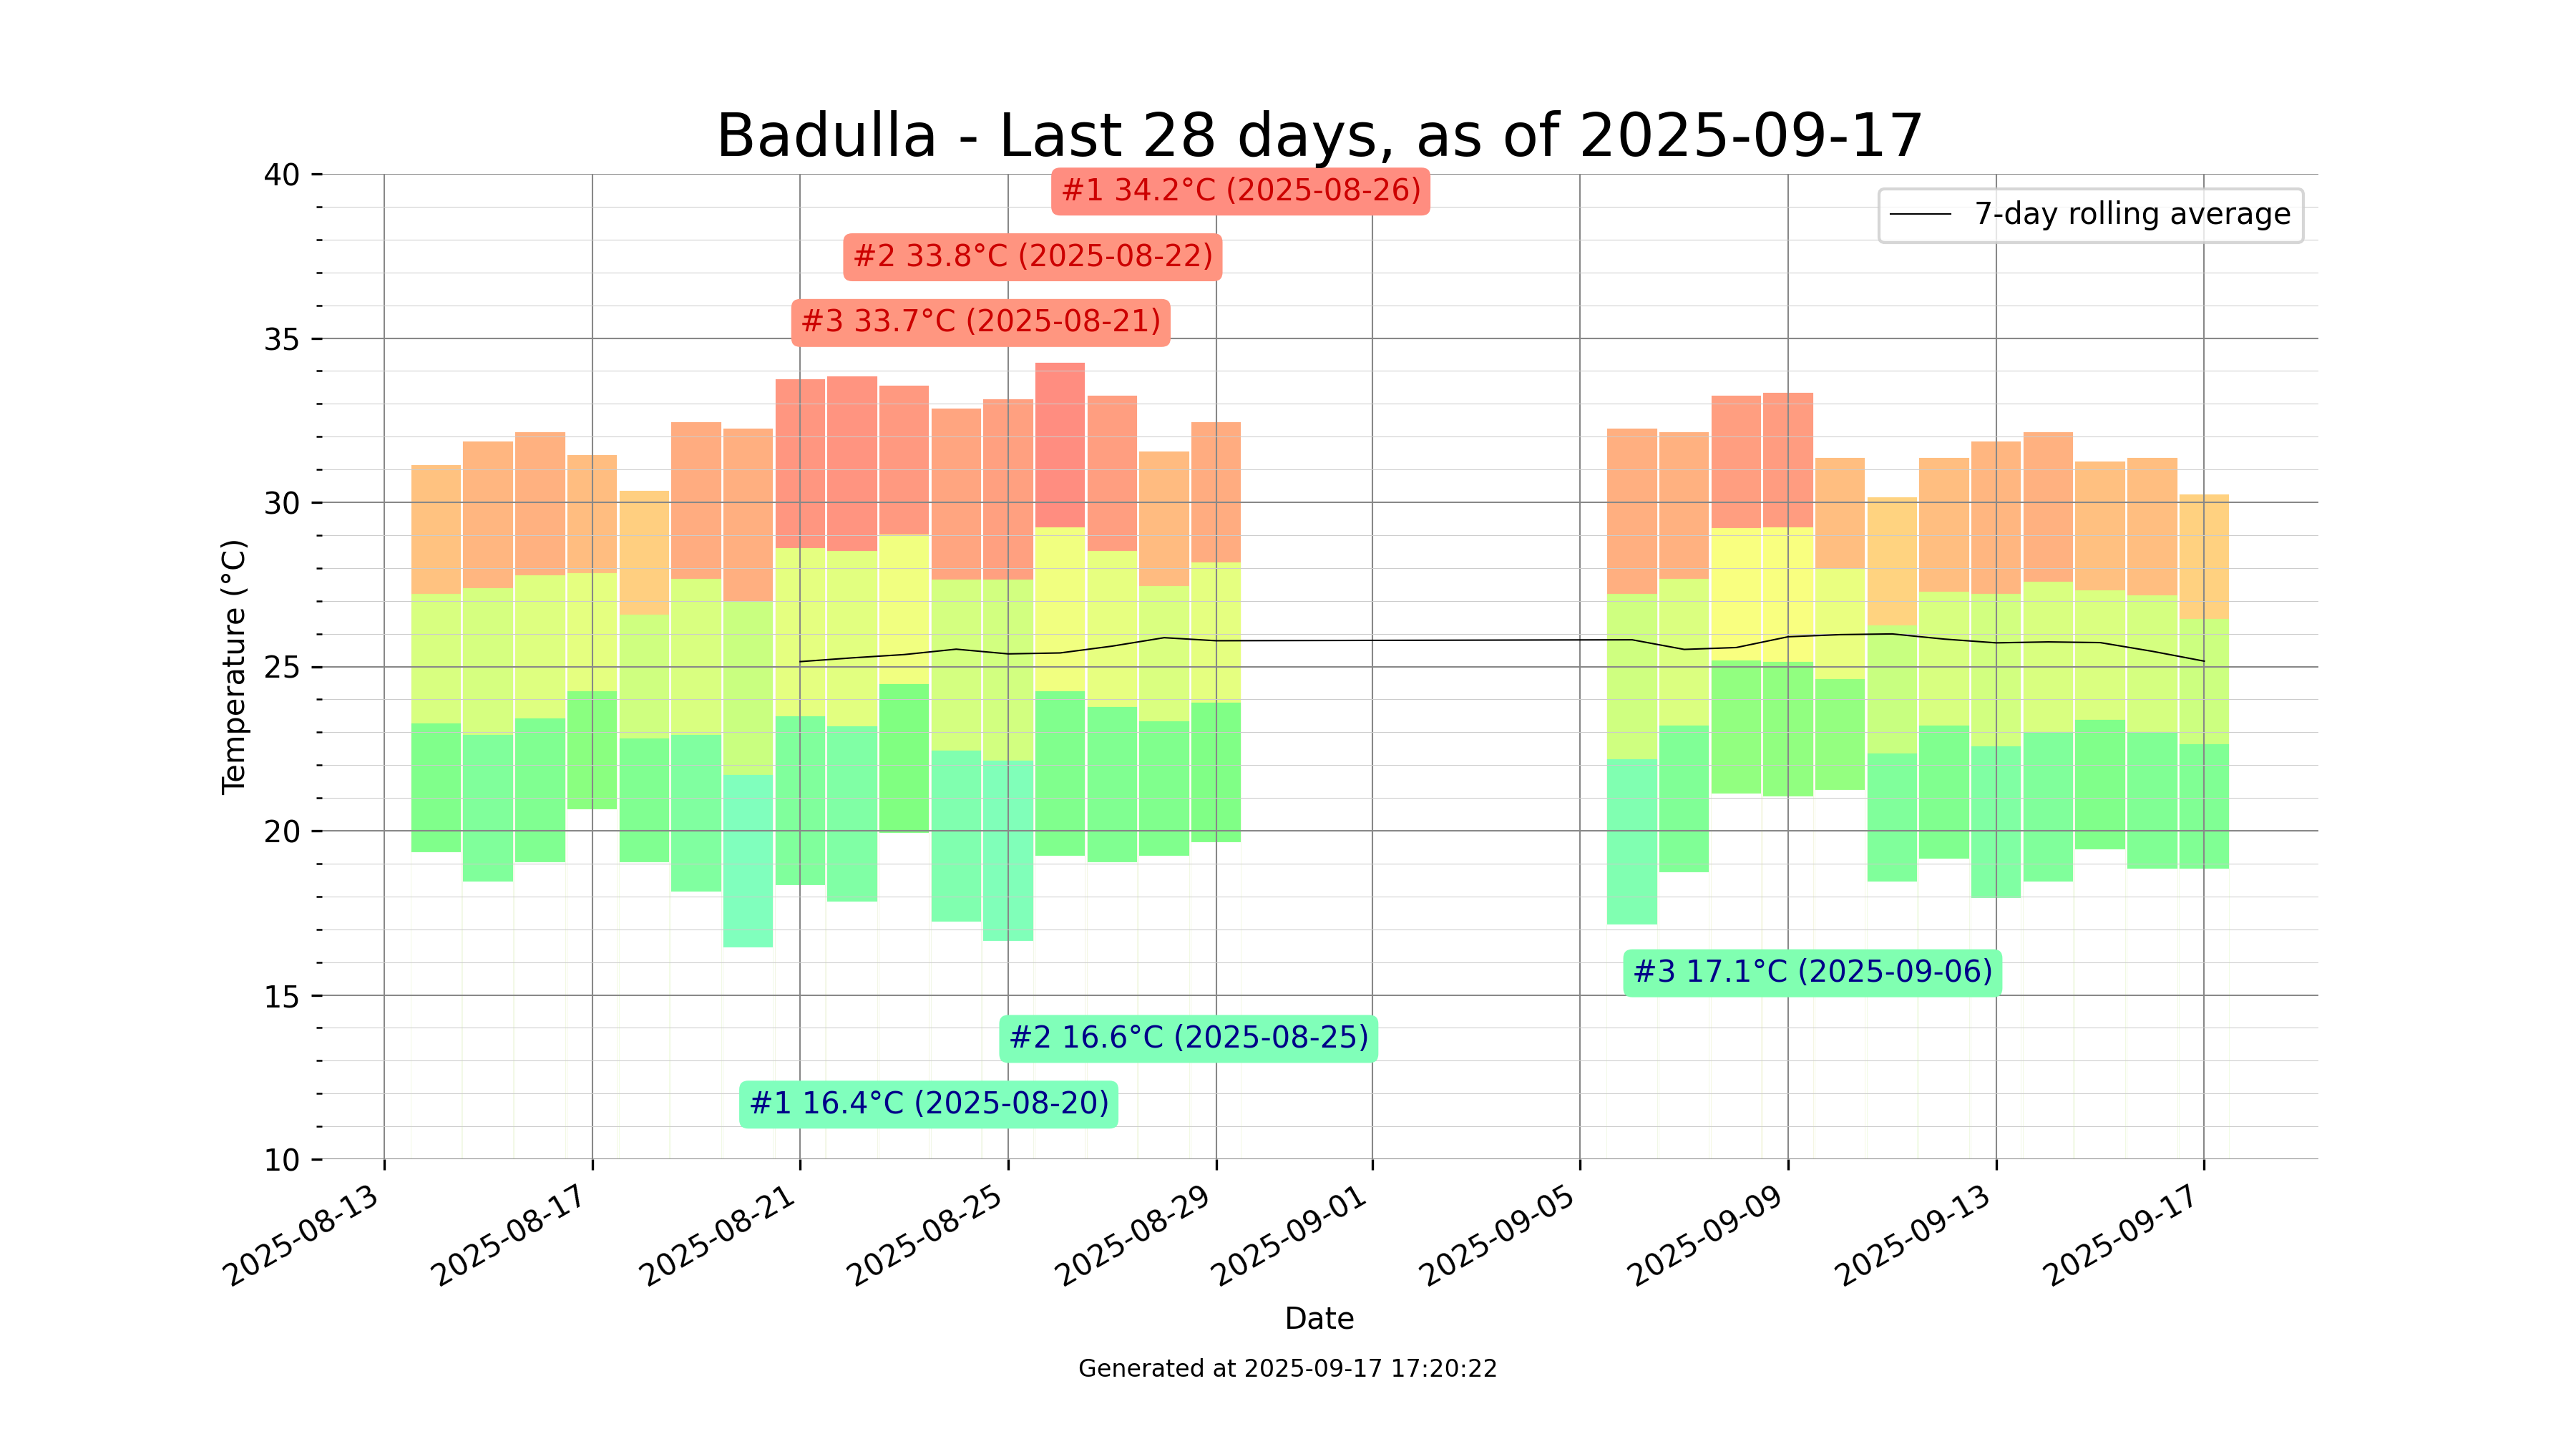 Badulla - Last 28 days, as of 2025-09-17
40
#1 34.2°C (2025-08-26)
7-day rolling average
#2 33.8°C (2025-08-22)
#3 33.7°C (2025-08-21)
35
30
Temperature (°C)
25
20
#3 17.1°C (2025-09-06)
15
#2 16.6°C (2025-08-25)
#1 16.4°C (2025-08-20)
10
2025-08-13
2025-08-17
2025-08-21
2025-08-25
2025-08-29
2025-09-01
2025-09-05
2025-09-09
2025-09-13
2025-09-17
Date
Generated at 2025-09-17 17:20:22